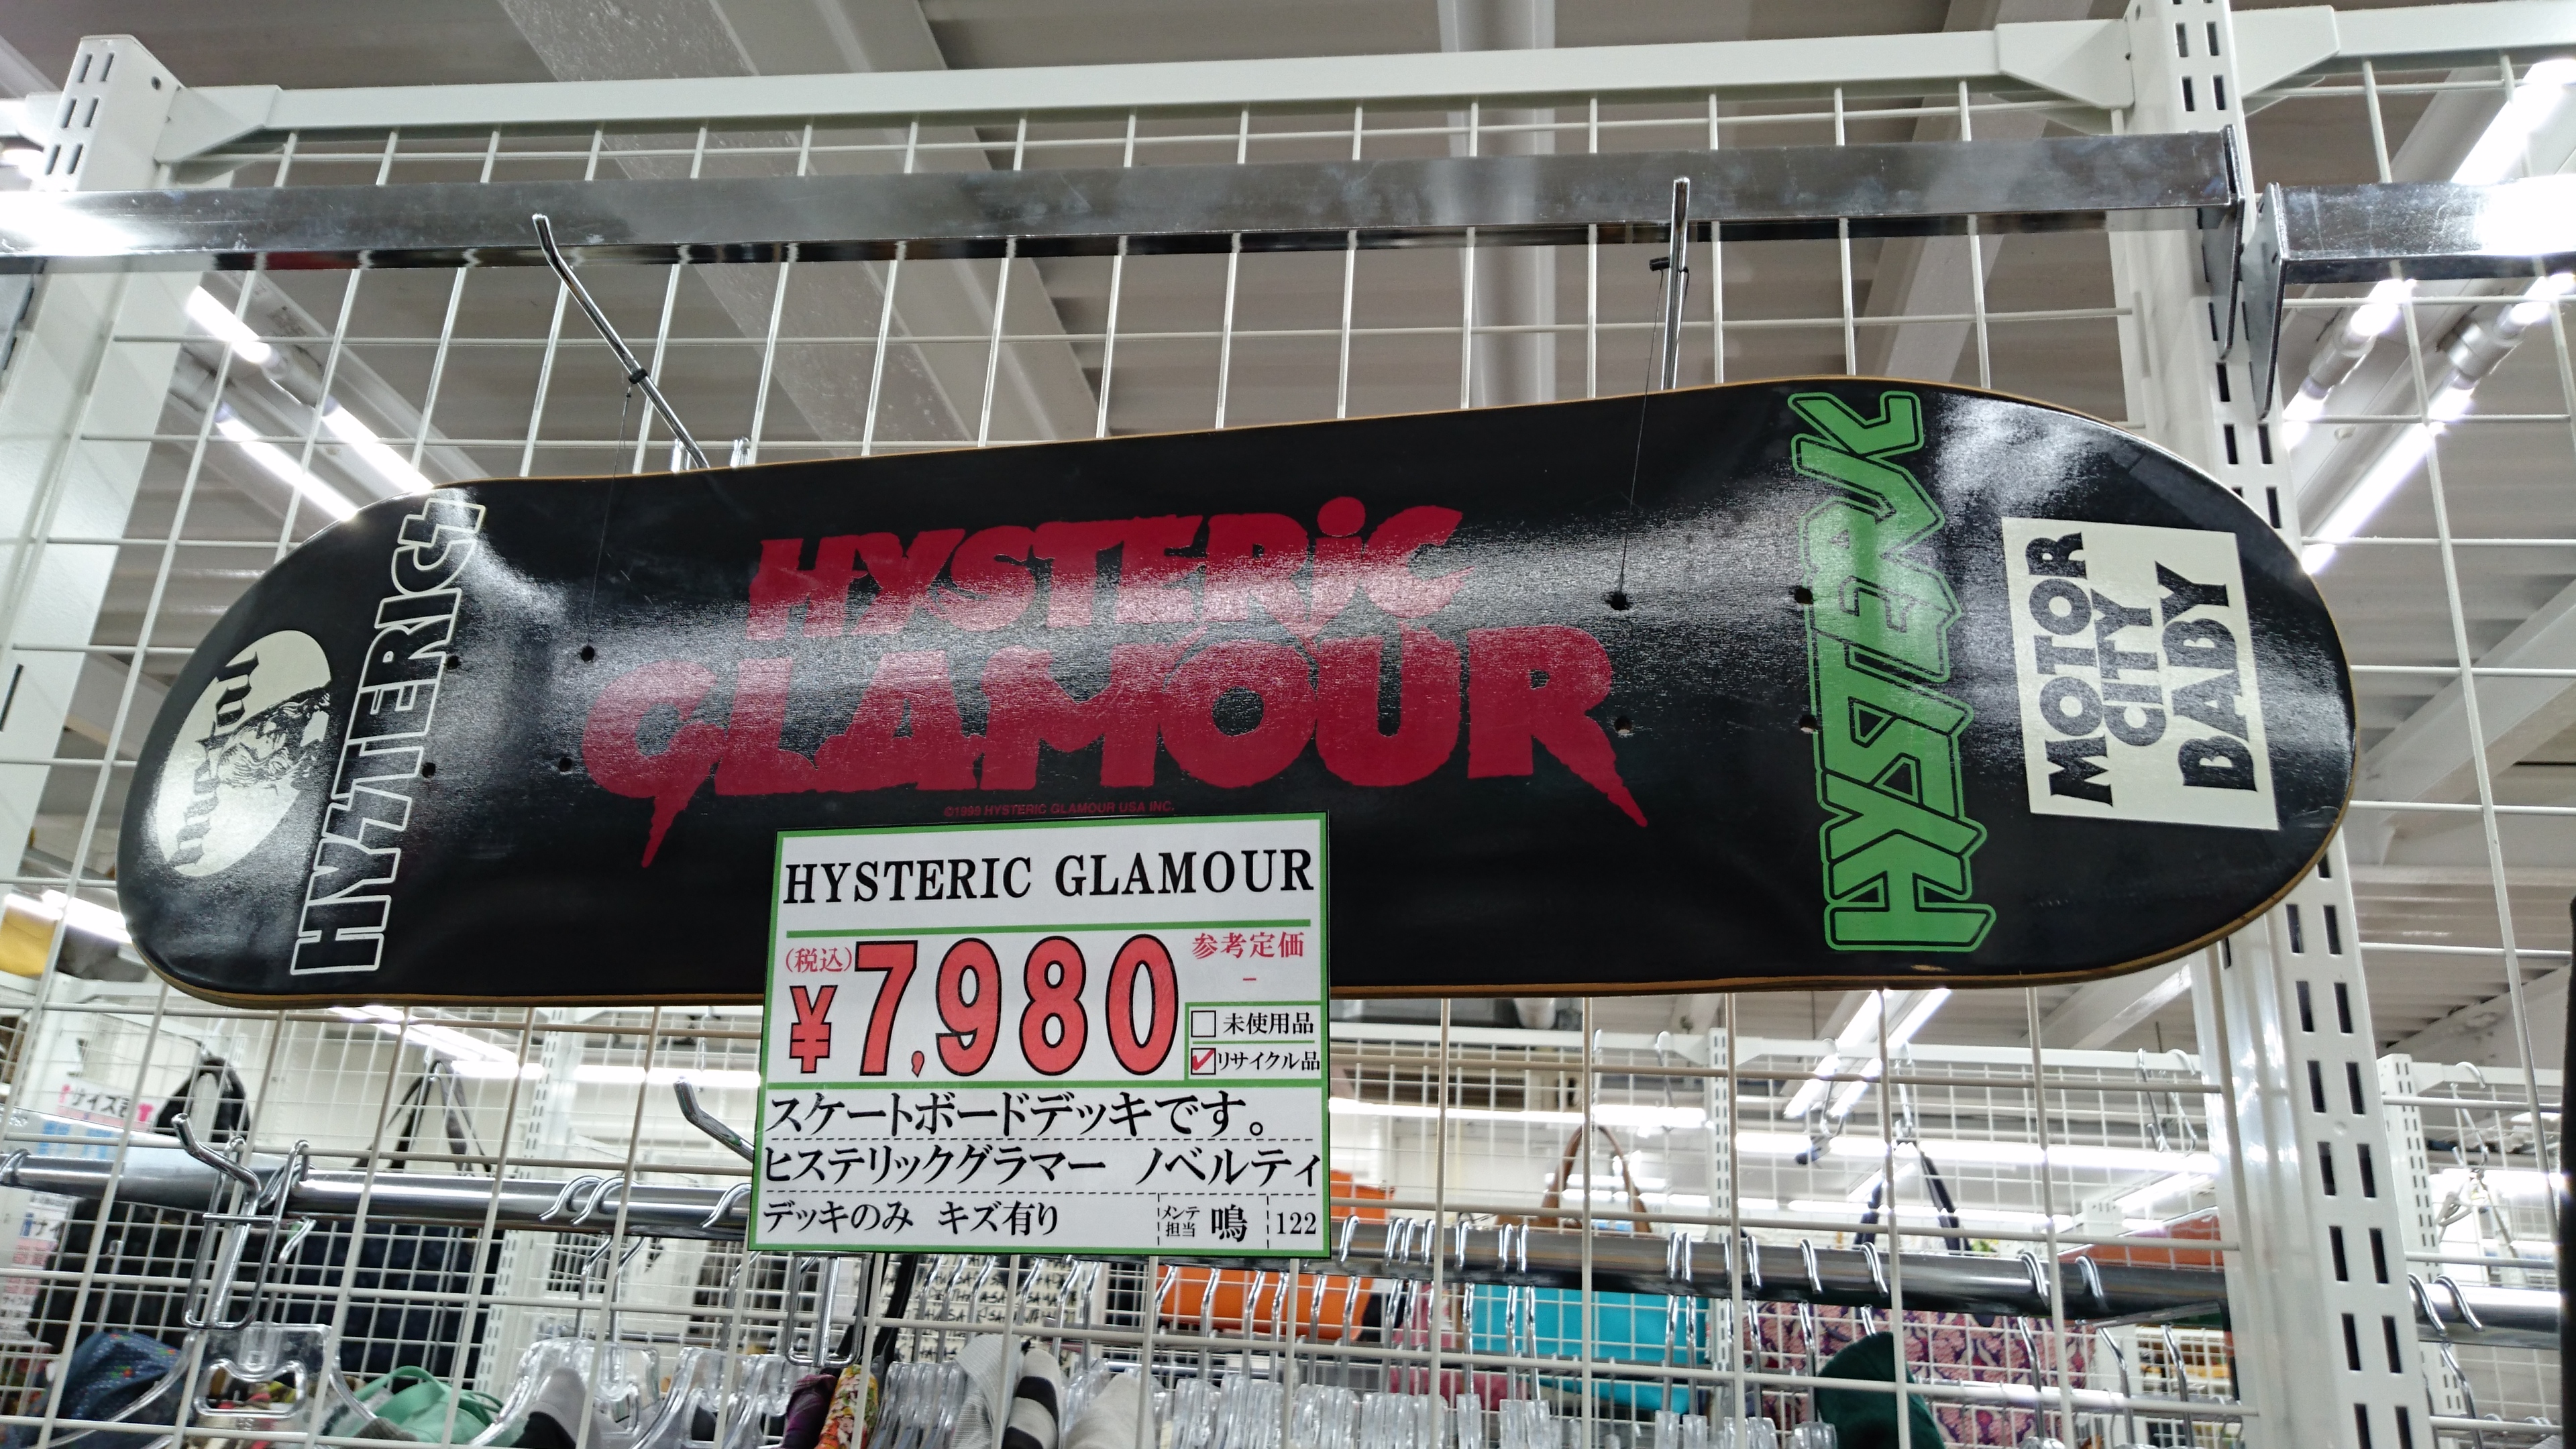 HYSTERIC
HYSTERIC
GLAMOUR
©1999 HYSTERIC GLAMOUR USA INC.
HYSTERIC
MOTOR
CITY
BABY
HYSTERIC GLAMOUR
(税込)
¥7,980
参考定価
-
未使用品
リサイクル品
スケートボードデッキです。
ヒステリックグラマー ノベルティ
デッキのみ キズ有り
メンテ
担当
鳴
122